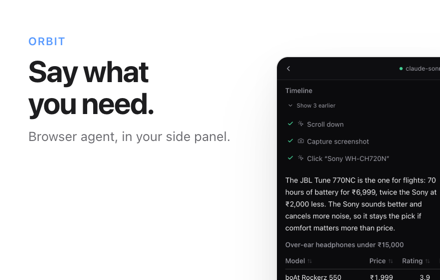 ORBIT
Say what
you need.
Browser agent, in your side panel.
Timeline
Show 3 earlier
Scroll down
Capture screenshot
Click “Sony WH-CH720N”
The JBL Tune 770NC is the one for flights: 70
hours of battery for ₹6,999, twice the Sony at
₹2,000 less. The Sony sounds better and
cancels more noise, so it stays the pick if
comfort matters more than price.
Over-ear headphones under ₹15,000
Model Price Rating
boAt Rockerz 550 ₹1,999 3.9